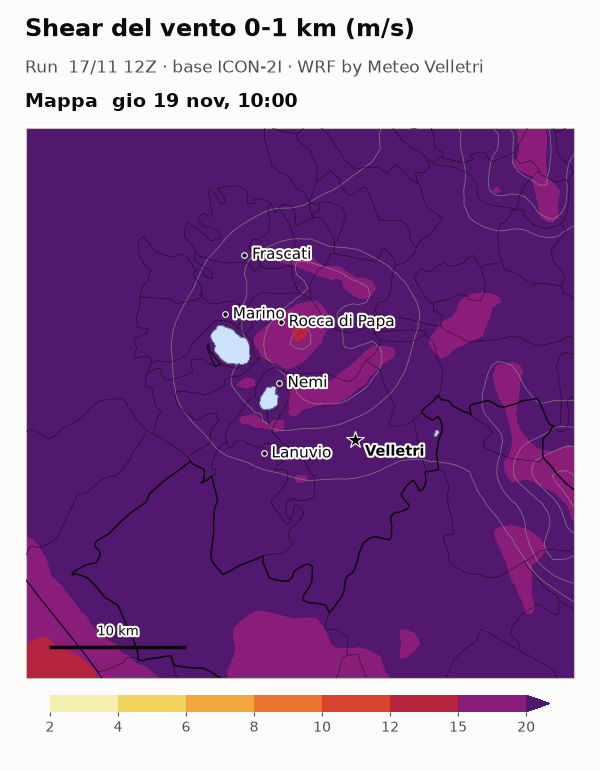 Shear del vento 0-1 km (m/s)
Run  17/11 12Z · base ICON-2I · WRF by Meteo Velletri
Mappa  gio 19 nov, 10:00
Frascati
Marino
Rocca di Papa
Nemi
Lanuvio
Velletri
10 km
2 4 6 8 10 12 15 20